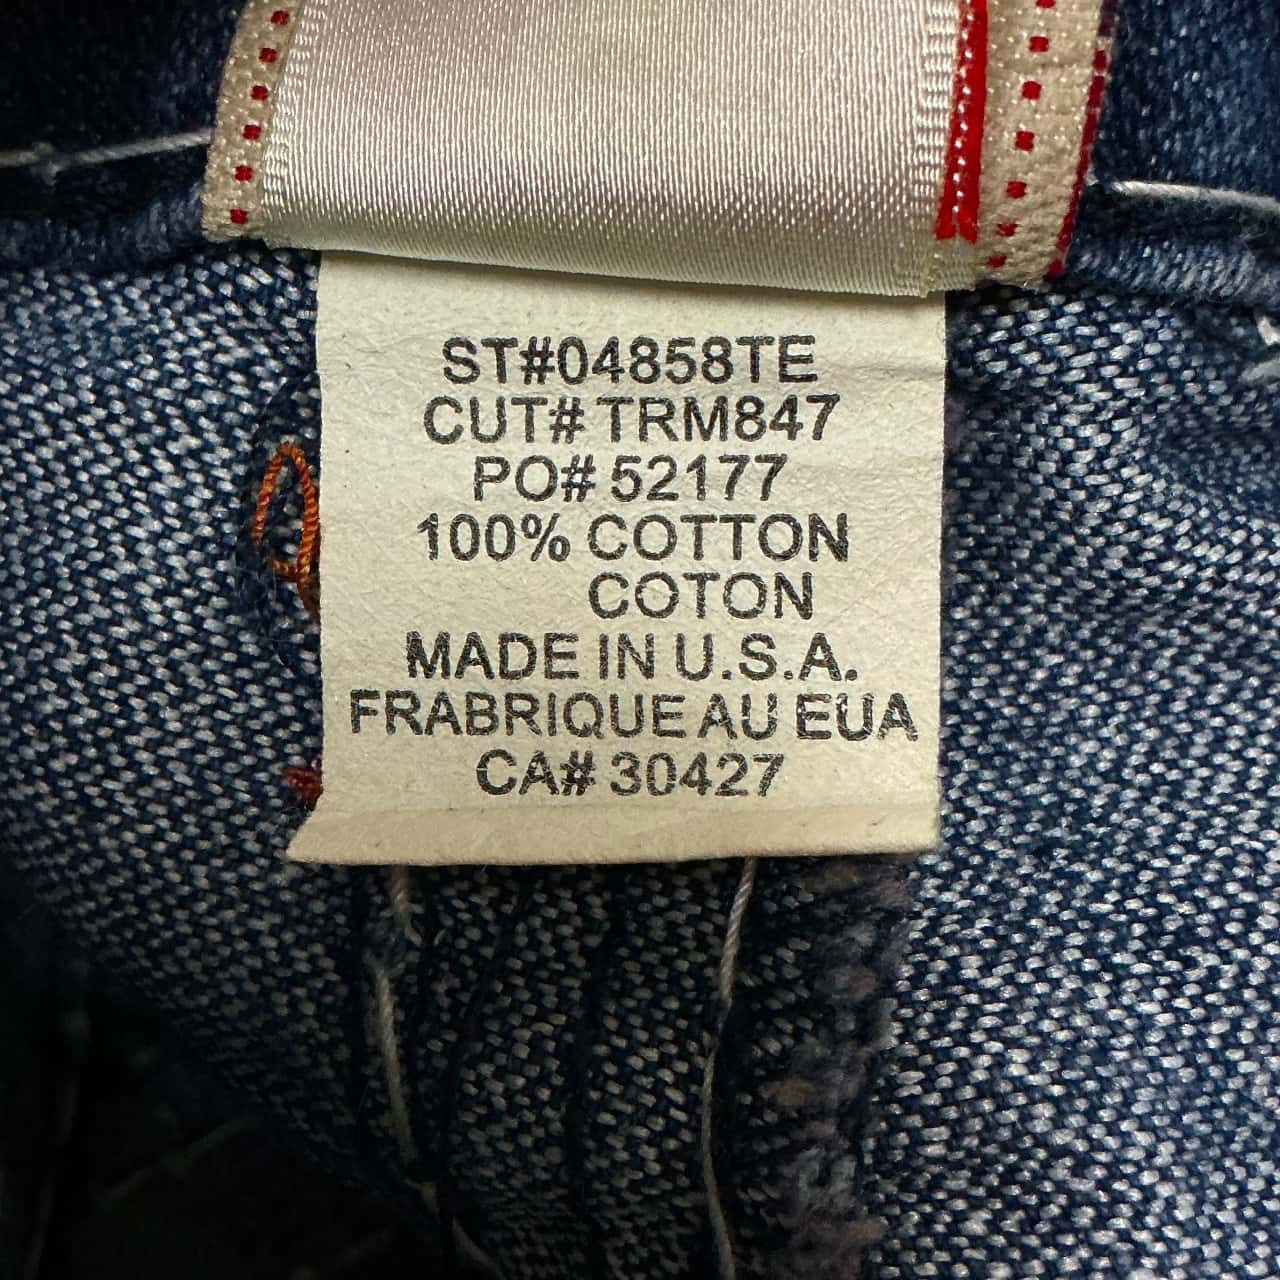 ST#04858TE
CUT# TRM847
PO# 52177
100% COTTON
COTON
MADE IN U.S.A.
FRABRIQUE AU EUA
CA# 30427